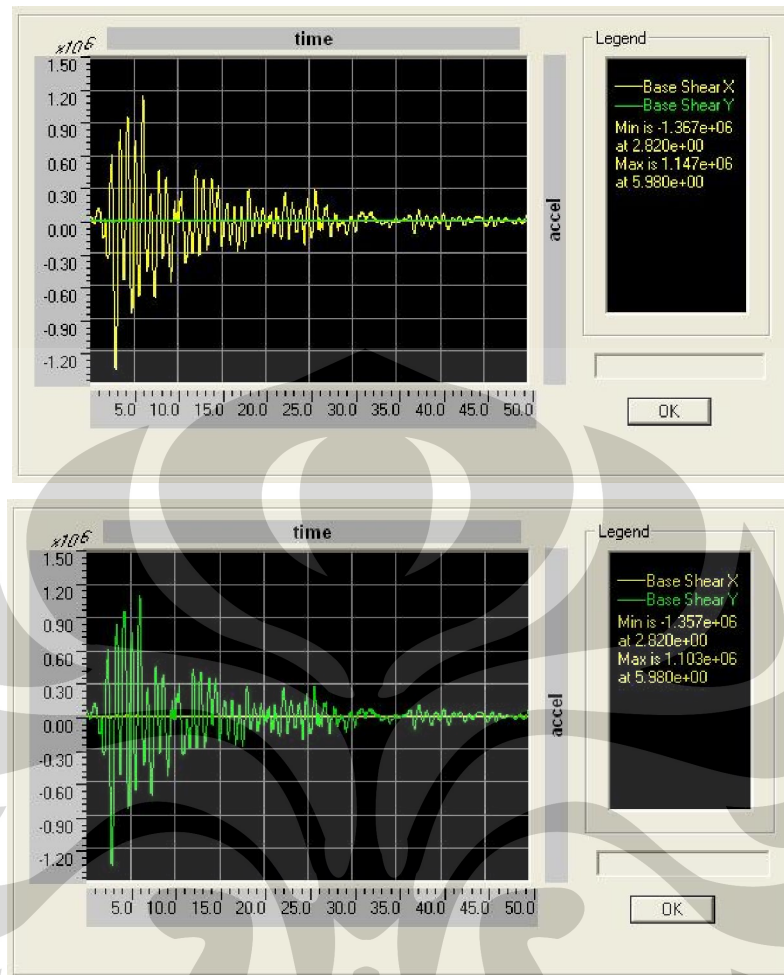 time
Legend
x10 6
1.50
1.20
0.90
0.60
0.30
0.00
-0.30
-0.60
-0.90
-1.20
accel
Base Shear X
Base Shear Y
Min is -1.367e+06
at 2.820e+00
Max is 1.147e+06
at 5.980e+00
5.0 10.0 15.0 20.0 25.0 30.0 35.0 40.0 45.0 50.0
OK
time
Legend
x10 6
1.50
1.20
0.90
0.60
0.30
0.00
-0.30
-0.60
-0.90
-1.20
accel
Base Shear X
Base Shear Y
Min is -1.357e+06
at 2.820e+00
Max is 1.103e+06
at 5.980e+00
5.0 10.0 15.0 20.0 25.0 30.0 35.0 40.0 45.0 50.0
OK